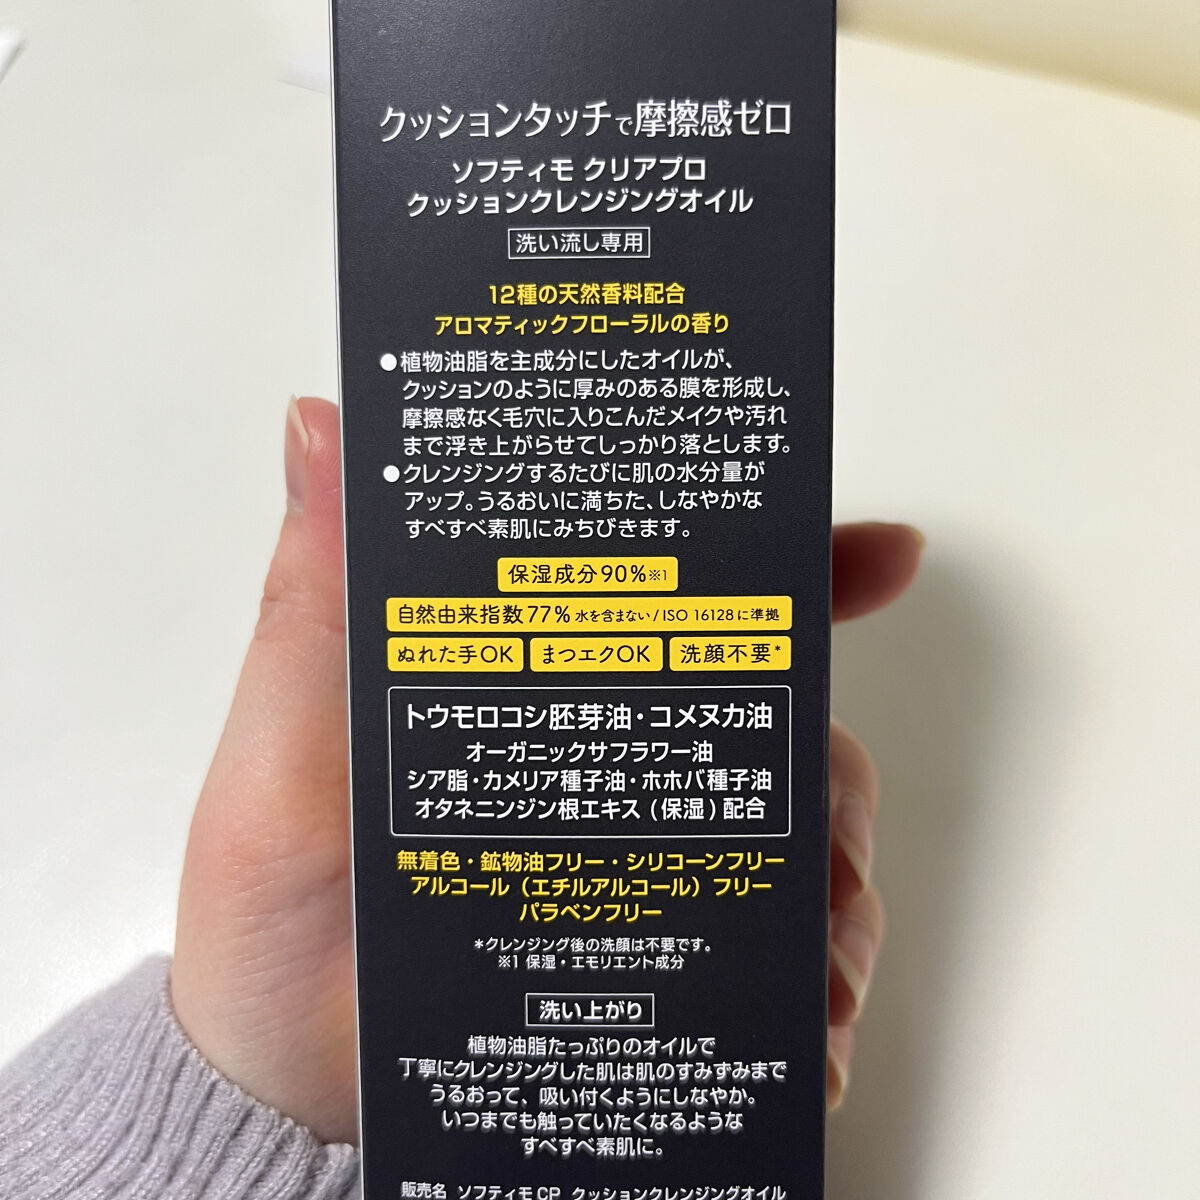 クッションタッチで摩擦感ゼロ
ソフティモ クリアプロ
クッションクレンジングオイル
洗い流し専用
12種の天然香料配合
アロマティックフローラルの香り
●植物油脂を主成分にしたオイルが、
クッションのように厚みのある膜を形成し、
摩擦感なく毛穴に入りこんだメイクや汚れ
まで浮き上がらせてしっかり落とします。
●クレンジングするたびに肌の水分量が
アップ。うるおいに満ちた、しなやかな
すべすべ素肌にみちびきます。
保湿成分90%※1
自然由来指数77% 水を含まない/ISO 16128に準拠
ぬれた手OK まつエクOK 洗顔不要*
トウモロコシ胚芽油・コメヌカ油
オーガニックサフラワー油
シア脂・カメリア種子油・ホホバ種子油
オタネニンジン根エキス(保湿)配合
無着色・鉱物油フリー・シリコーンフリー
アルコール(エチルアルコール)フリー
パラベンフリー
*クレンジング後の洗顔は不要です。
※1 保湿・エモリエント成分
洗い上がり
植物油脂たっぷりのオイルで
丁寧にクレンジングした肌は肌のすみずみまで
うるおって、吸い付くようにしなやか。
いつまでも触っていたくなるような
すべすべ素肌に。
販売名 ソフティモCP クッションクレンジングオイル